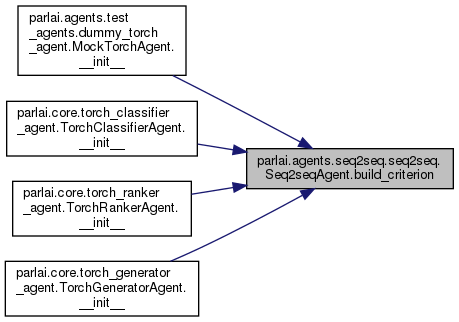 parlai.agents.test
_agents.dummy_torch
_agent.MockTorchAgent.
__init__
parlai.core.torch_classifier
_agent.TorchClassifierAgent.
__init__
parlai.core.torch_ranker
_agent.TorchRankerAgent.
__init__
parlai.core.torch_generator
_agent.TorchGeneratorAgent.
__init__
parlai.agents.seq2seq.seq2seq.
Seq2seqAgent.build_criterion